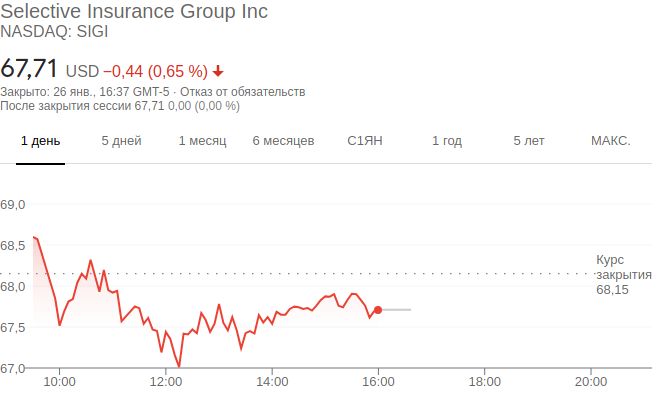 Selective Insurance Group Inc
NASDAQ: SIGI
67,71 USD −0,44 (0,65 %)
Закрыто: 26 янв., 16:37 GMT-5 · Отказ от обязательств
После закрытия сессии 67,71 0,00 (0,00 %)
1 день 5 дней 1 месяц 6 месяцев С1ЯН 1 год 5 лет МАКС.
69,0
68,5
Курс
закрытия
68,15
68,0
67,5
67,0
10:00 12:00 14:00 16:00 18:00 20:00